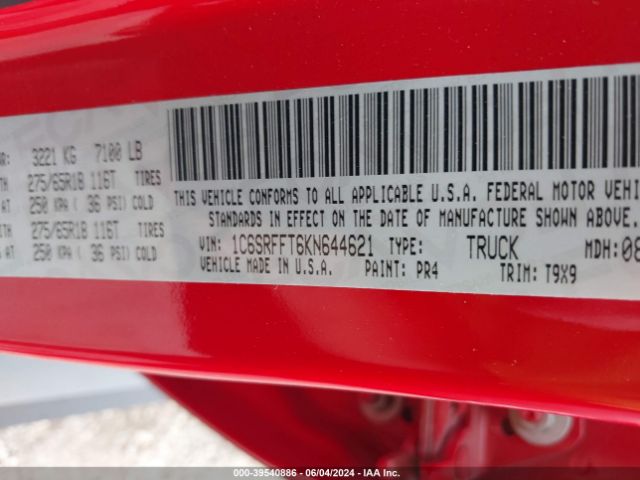 3221 KG 7100 LB
275/65R18 116T TIRES
AT 250 KPA ( 36 PSI) COLD
275/65R18 116T TIRES
AT 250 KPA ( 36 PSI) COLD
THIS VEHICLE CONFORMS TO ALL APPLICABLE U.S.A. FEDERAL MOTOR
STANDARDS IN EFFECT ON THE DATE OF MANUFACTURE SHOWN ABOVE.
VIN: 1C6SRFFT6KN644621 TYPE: TRUCK MDH:08
VEHICLE MADE IN U.S.A. PAINT: PR4 TRIM: T9X9
000-39540886 - 06/04/2024 - IAA Inc.